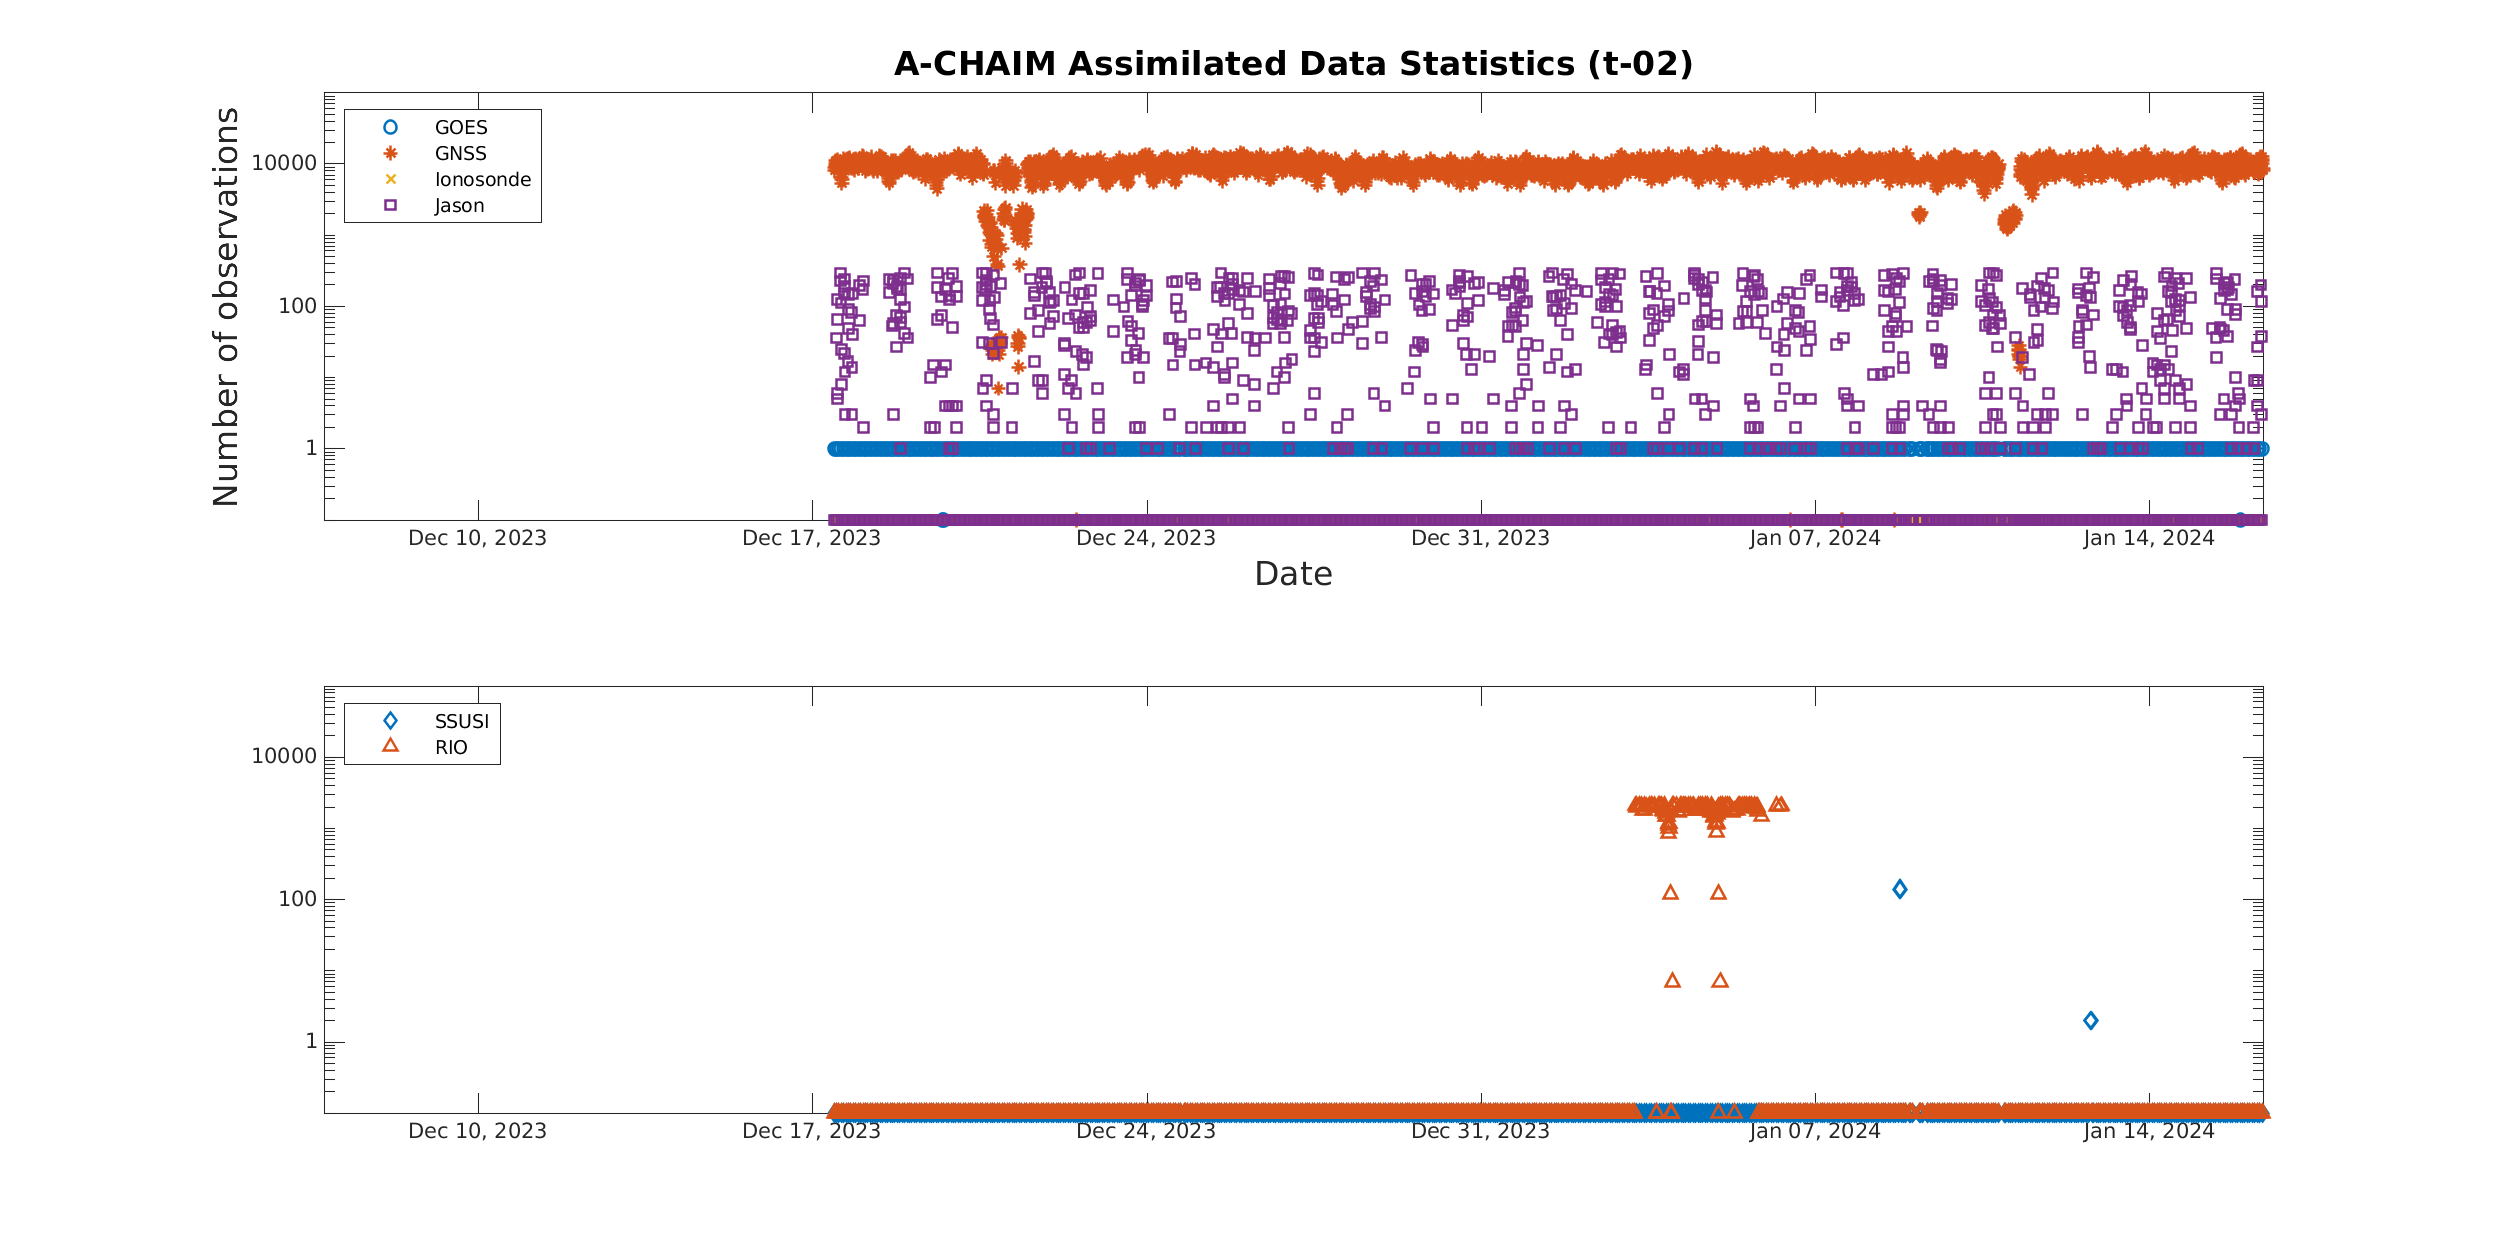 A-CHAIM Assimilated Data Statistics (t-02)
Number of observations
GOES
GNSS
Ionosonde
Jason
10000
100
1
Dec 10, 2023
Dec 17, 2023
Dec 24, 2023
Dec 31, 2023
Jan 07, 2024
Jan 14, 2024
Date
SSUSI
RIO
10000
100
1
Dec 10, 2023
Dec 17, 2023
Dec 24, 2023
Dec 31, 2023
Jan 07, 2024
Jan 14, 2024